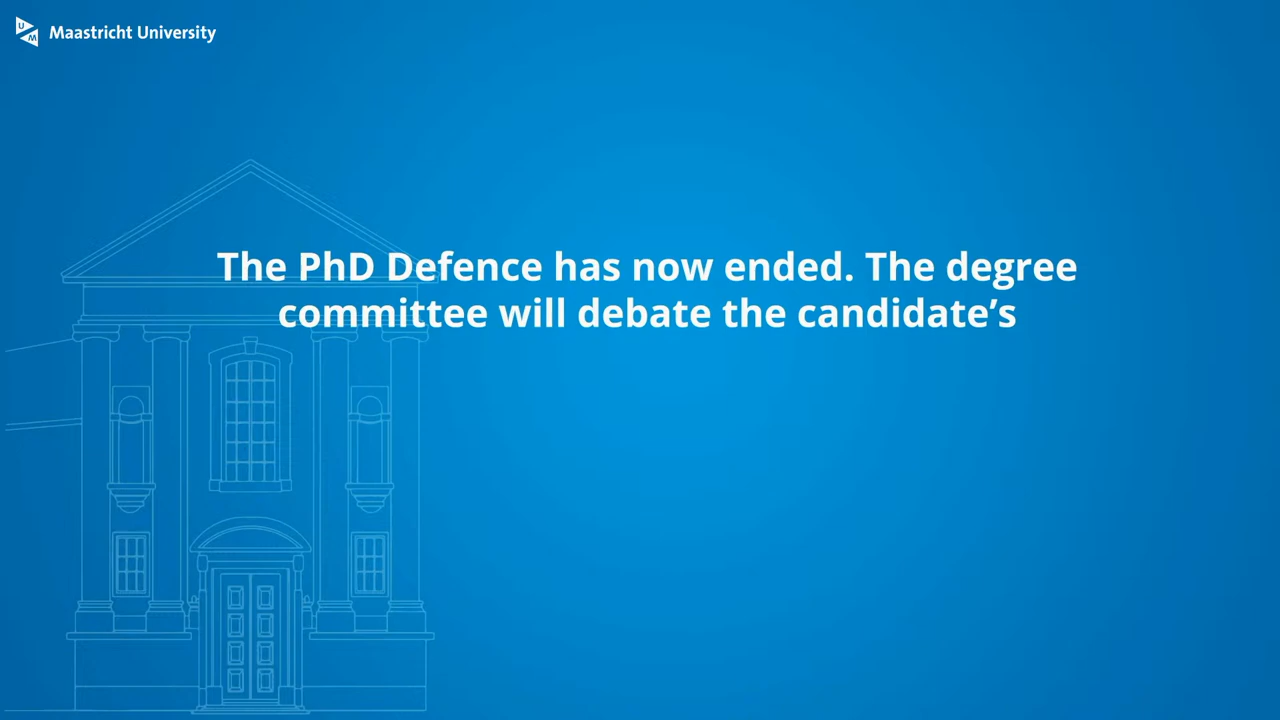 U
M
Maastricht University
The PhD Defence has now ended. The degree
committee will debate the candidate’s